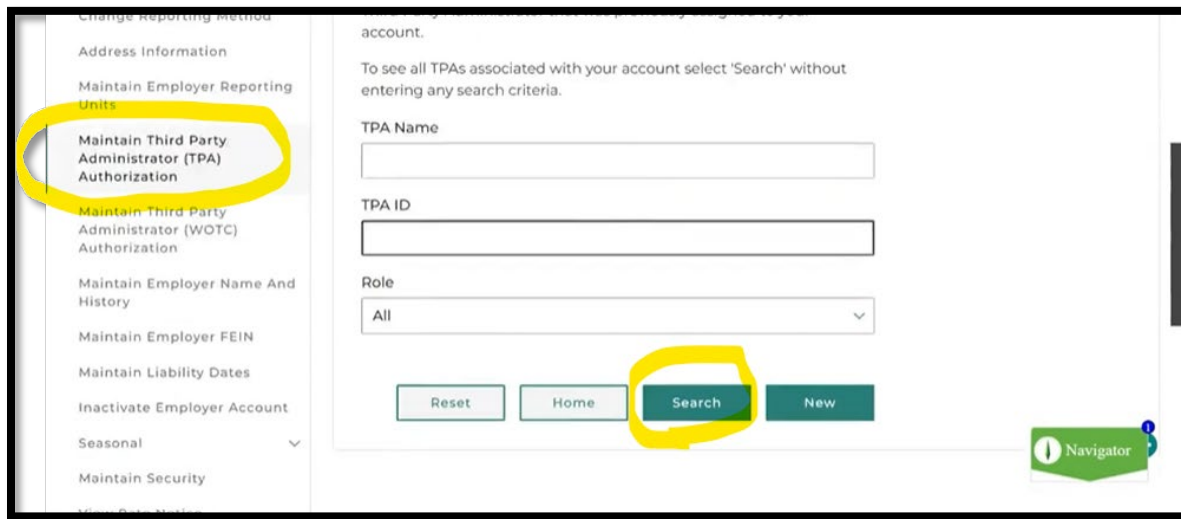 Change Reporting Method
Address Information
Maintain Employer Reporting
Units
Maintain Third Party
Administrator (TPA)
Authorization
Maintain Third Party
Administrator (WOTC)
Authorization
Maintain Employer Name And
History
Maintain Employer FEIN
Maintain Liability Dates
Inactivate Employer Account
Seasonal
Maintain Security
account.
To see all TPAs associated with your account select 'Search' without
entering any search criteria.
TPA Name
TPA ID
Role
All
Reset
Home
Search
New
1
Navigator